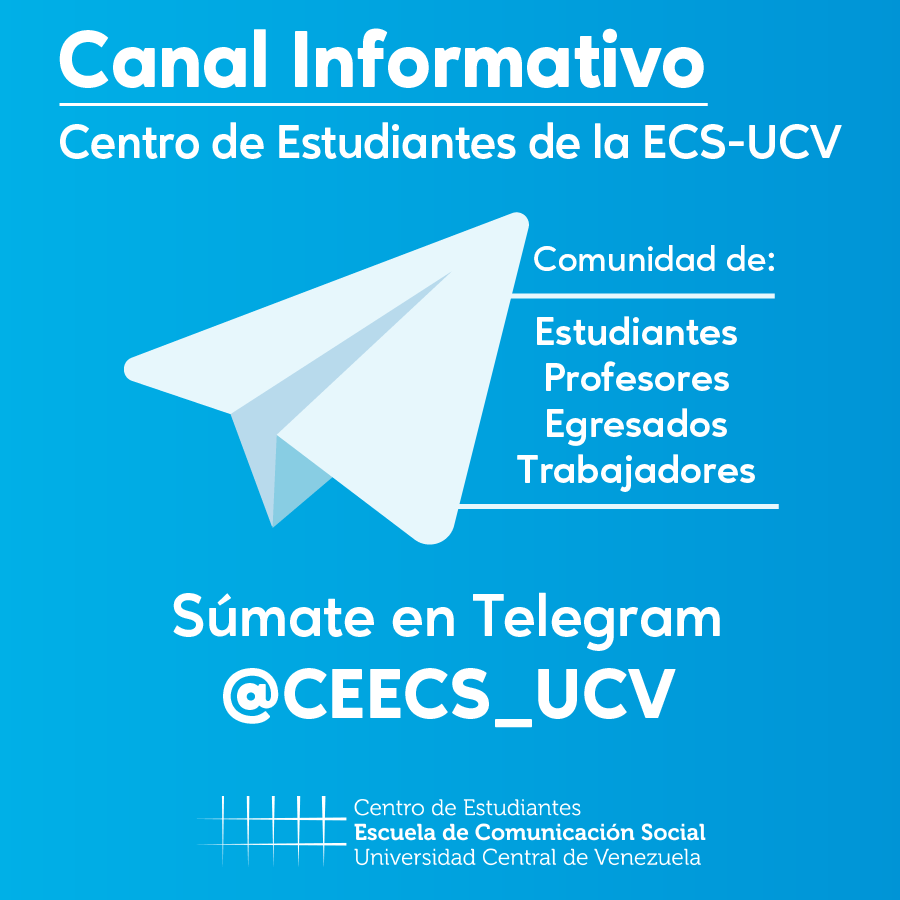 Canal Informativo
Centro de Estudiantes de la ECS-UCV
Comunidad de:
Estudiantes
Profesores
Egresados
Trabajadores
Súmate en Telegram
@CEECS_UCV
Centro de Estudiantes
Escuela de Comunicación Social
Universidad Central de Venezuela